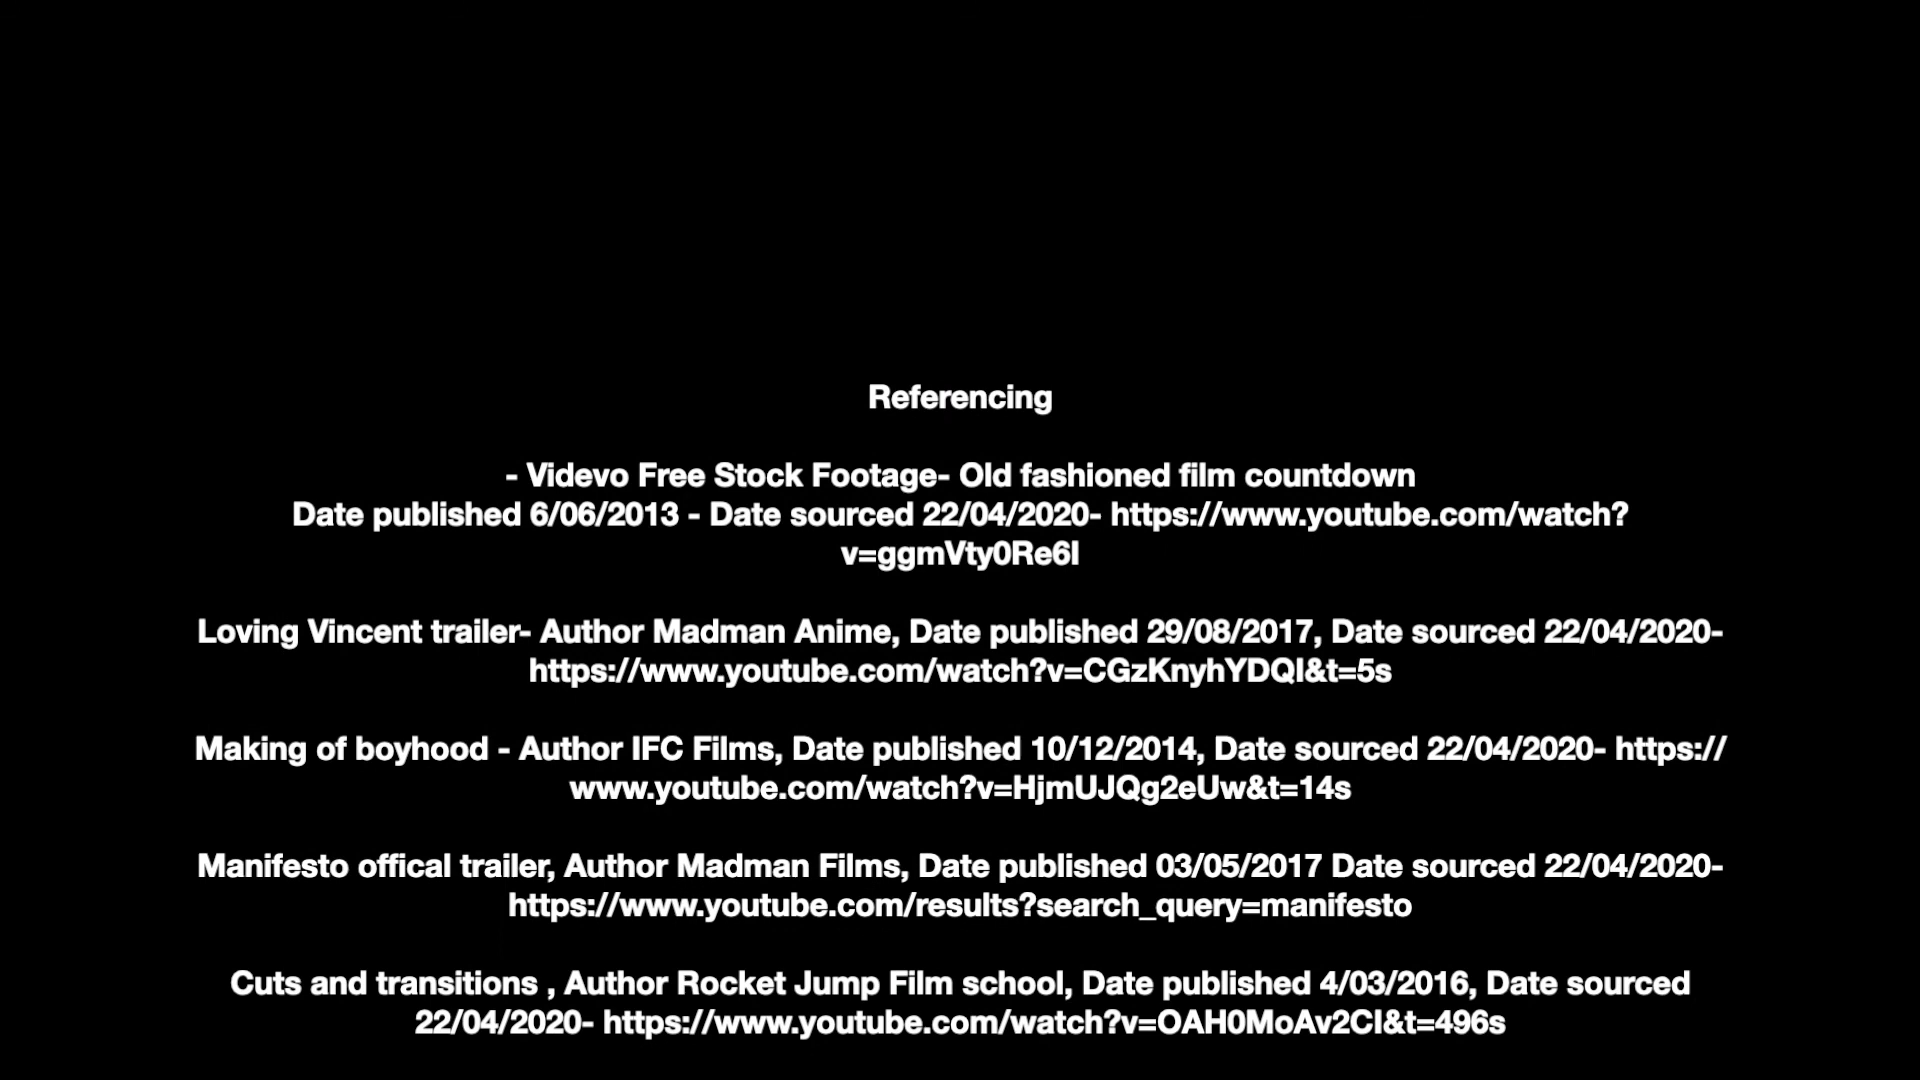 Referencing
- Videvo Free Stock Footage- Old fashioned film countdown
Date published 6/06/2013 - Date sourced 22/04/2020- https://www.youtube.com/watch?
v=ggmVty0Re6I
Loving Vincent trailer- Author Madman Anime, Date published 29/08/2017, Date sourced 22/04/2020-
https://www.youtube.com/watch?v=CGzKnyhYDQI&t=5s
Making of boyhood - Author IFC Films, Date published 10/12/2014, Date sourced 22/04/2020- https://
www.youtube.com/watch?v=HjmUJQg2eUw&t=14s
Manifesto offical trailer, Author Madman Films, Date published 03/05/2017 Date sourced 22/04/2020-
https://www.youtube.com/results?search_query=manifesto
Cuts and transitions , Author Rocket Jump Film school, Date published 4/03/2016, Date sourced
22/04/2020- https://www.youtube.com/watch?v=OAH0MoAv2CI&t=496s